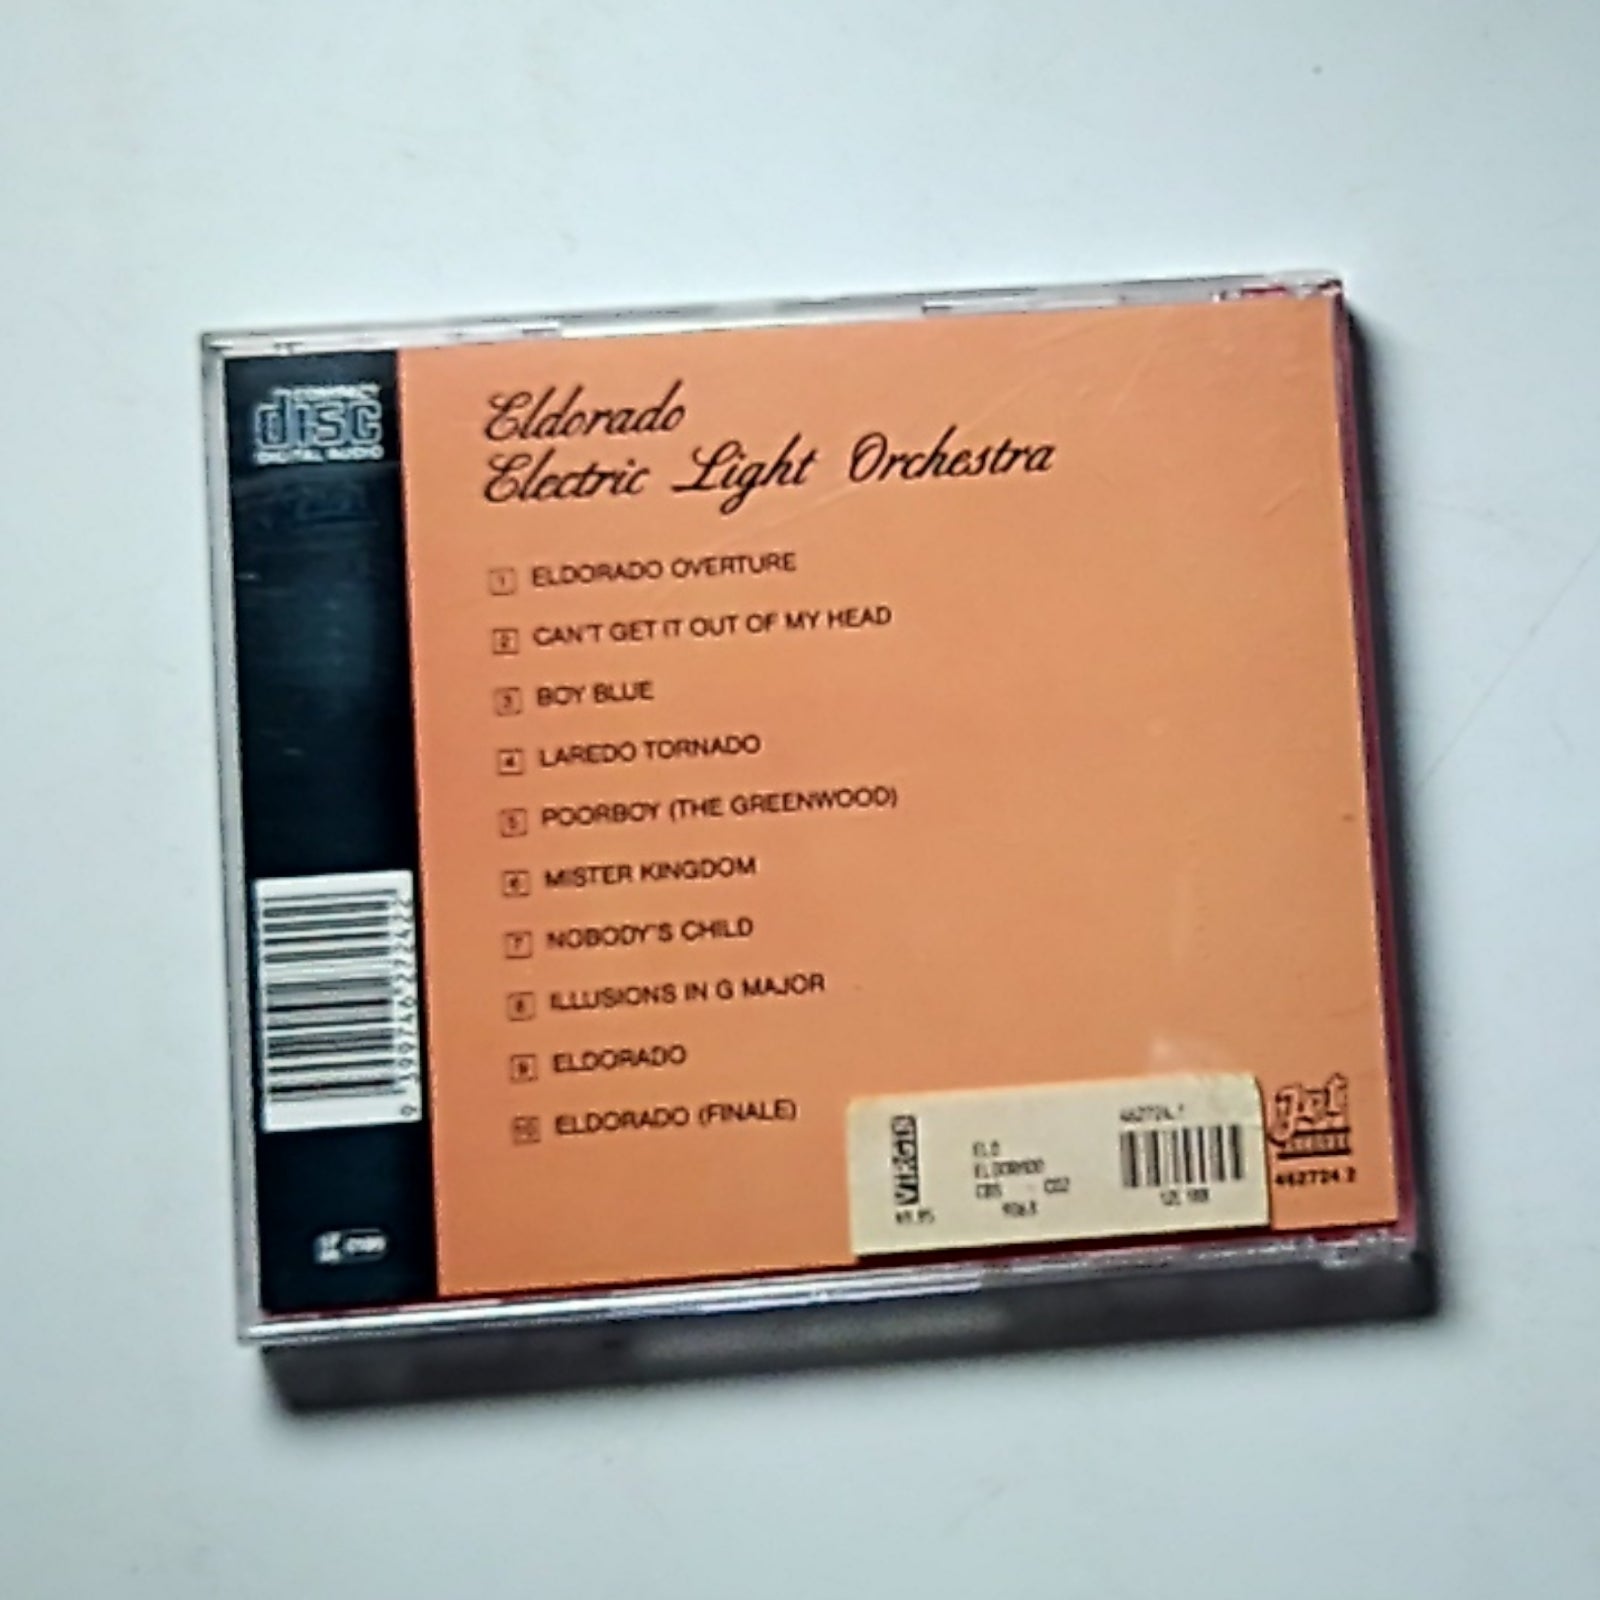 COMPACT
disc
DIGITAL AUDIO
Eldorado
Electric Light Orchestra
1 ELDORADO OVERTURE
2 CAN'T GET IT OUT OF MY HEAD
3 BOY BLUE
4 LAREDO TORNADO
5 POORBOY (THE GREENWOOD)
6 MISTER KINGDOM
7 NOBODY'S CHILD
8 ILLUSIONS IN G MAJOR
9 ELDORADO
10 ELDORADO (FINALE)
VIRGIN
ELO
ELDORADO
CBS CD2
9063
Jet
RECORDS
462724 2